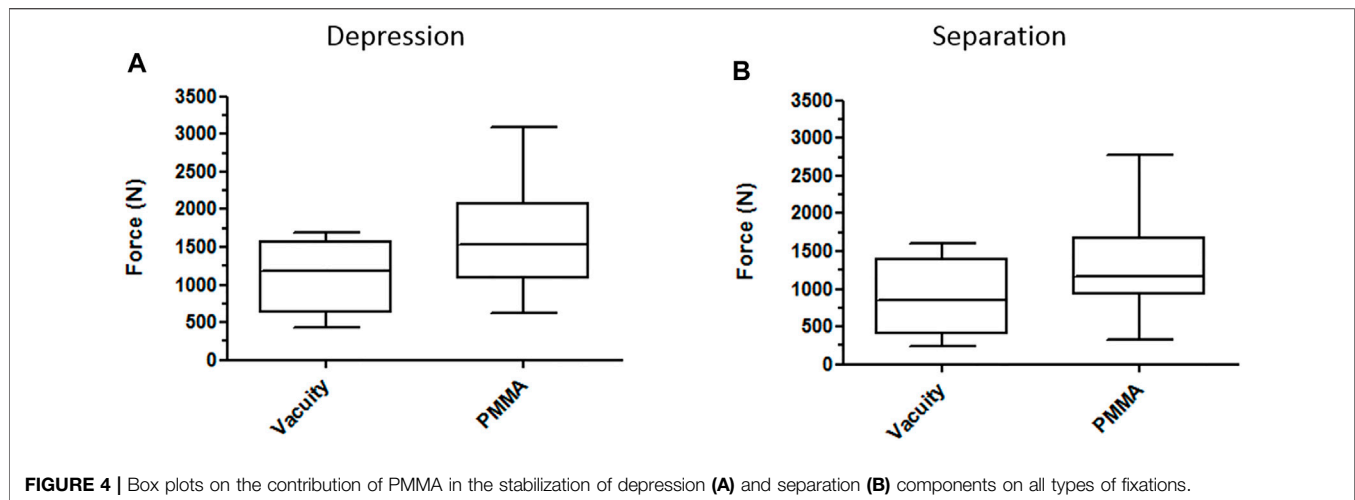 Depression
A
Force (N)
3500
3000
2500
2000
1500
1000
500
0
Vacuity
PMMA
Separation
B
Force (N)
3500
3000
2500
2000
1500
1000
500
0
Vacuity
PMMA
FIGURE 4 | Box plots on the contribution of PMMA in the stabilization of depression (A) and separation (B) components on all types of fixations.